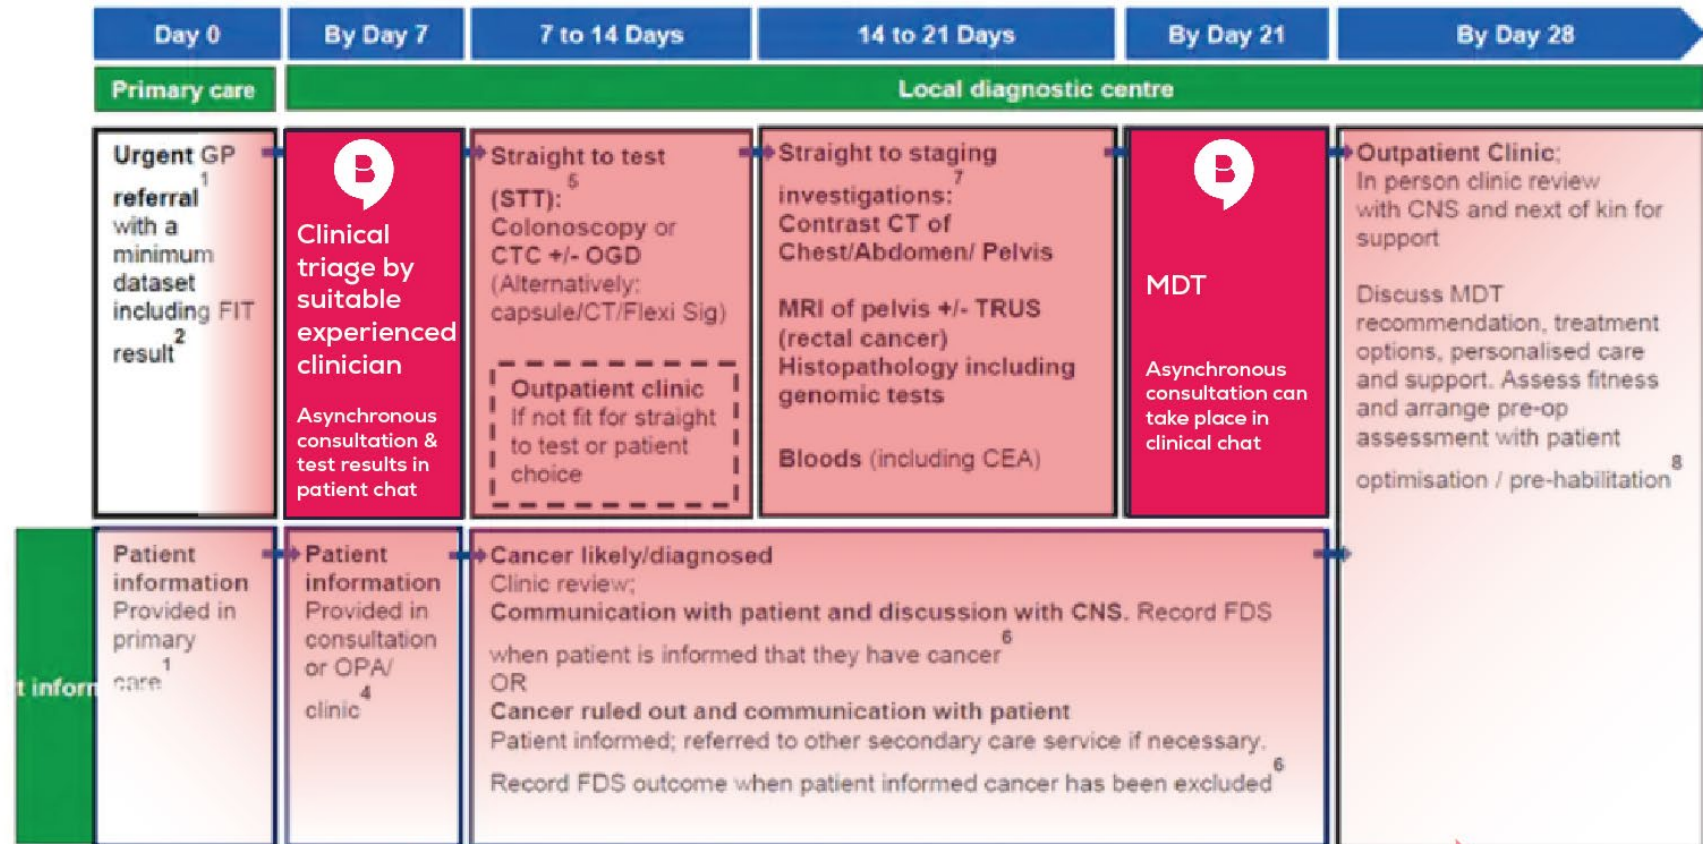 Day 0
By Day 7
7 to 14 Days
14 to 21 Days
By Day 21
By Day 28
Primary care
Local diagnostic centre
Urgent GP
referral1
with a
minimum
dataset
including FIT
result2
B
Clinical
triage by
suitable
experienced
clinician
Asynchronous
consultation &
test results in
patient chat
Straight to test
(STT):5
Colonoscopy or
CTC +/- OGD
(Alternatively:
capsule/CT/Flexi Sig)
Outpatient clinic
If not fit for straight
to test or patient
choice
Straight to staging
investigations:7
Contrast CT of
Chest/Abdomen/ Pelvis
MRI of pelvis +/- TRUS
(rectal cancer)
Histopathology including
genomic tests
Bloods (including CEA)
B
MDT
Asynchronous
consultation can
take place in
clinical chat
Outpatient Clinic;
In person clinic review
with CNS and next of kin for
support
Discuss MDT
recommendation, treatment
options, personalised care
and support. Assess fitness
and arrange pre-op
assessment with patient
optimisation / pre-habilitation8
t inform
Patient
information
Provided in
primary
care1
Patient
information
Provided in
consultation
or OPA/
clinic4
Cancer likely/diagnosed
Clinic review;
Communication with patient and discussion with CNS. Record FDS
when patient is informed that they have cancer6
OR
Cancer ruled out and communication with patient
Patient informed; referred to other secondary care service if necessary.
Record FDS outcome when patient informed cancer has been excluded6